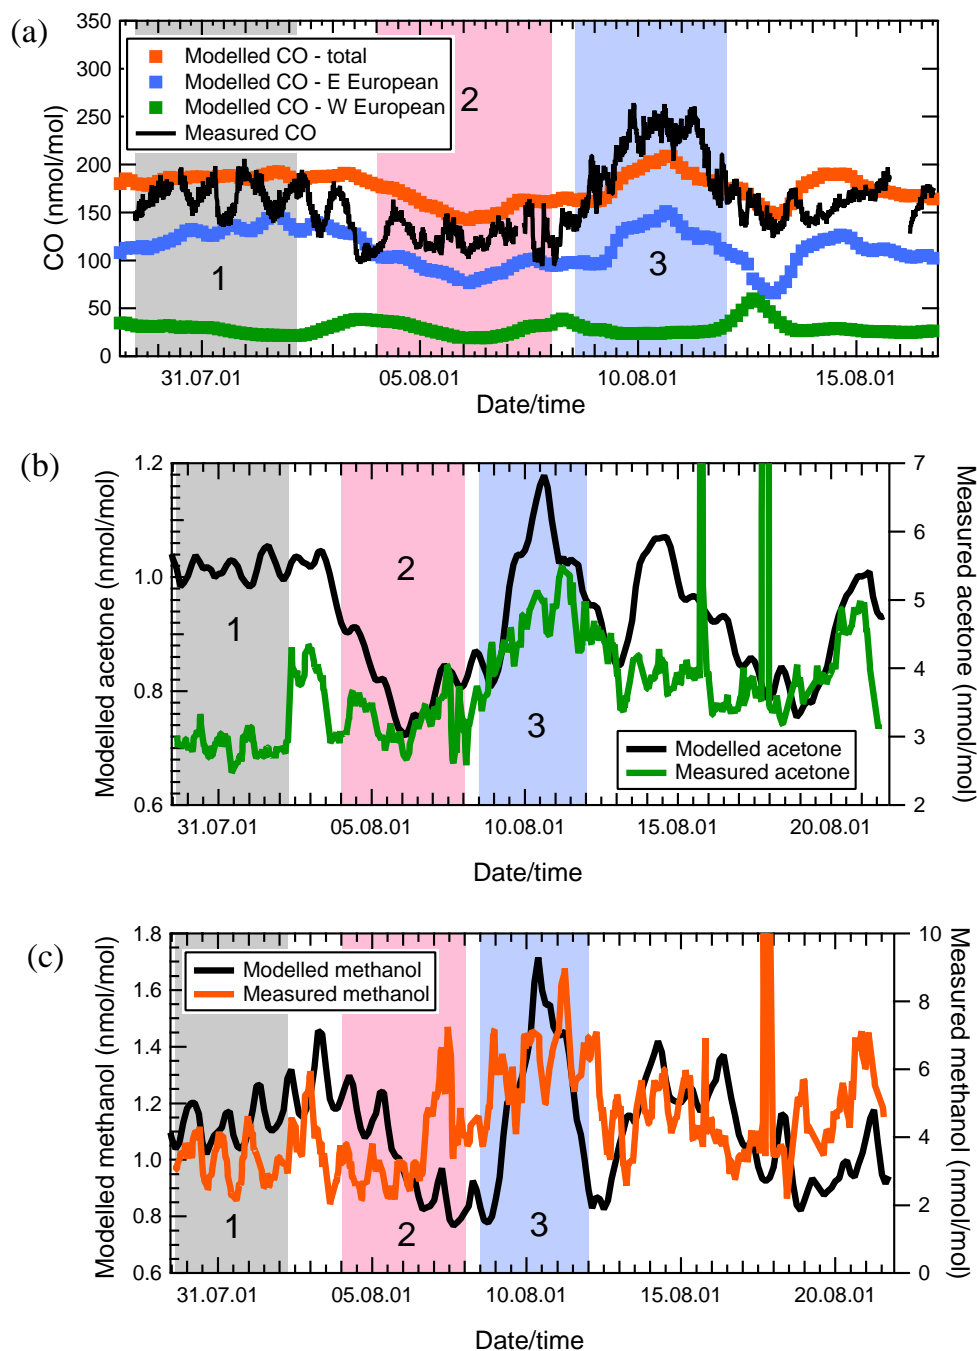 (a)
350
300
250
200
150
100
50
0
CO (nmol/mol)
Modelled CO - total
Modelled CO - E European
Modelled CO - W European
Measured CO
1
2
3
31.07.01 05.08.01 10.08.01 15.08.01
Date/time
(b)
1.2
1.0
0.8
0.6
Modelled acetone (nmol/mol)
7
6
5
4
3
2
Measured acetone (nmol/mol)
1
2
3
Modelled acetone
Measured acetone
31.07.01 05.08.01 10.08.01 15.08.01 20.08.01
Date/time
(c)
1.8
1.6
1.4
1.2
1.0
0.8
0.6
Modelled methanol (nmol/mol)
10
8
6
4
2
0
Measured methanol (nmol/mol)
Modelled methanol
Measured methanol
1
2
3
31.07.01 05.08.01 10.08.01 15.08.01 20.08.01
Date/time